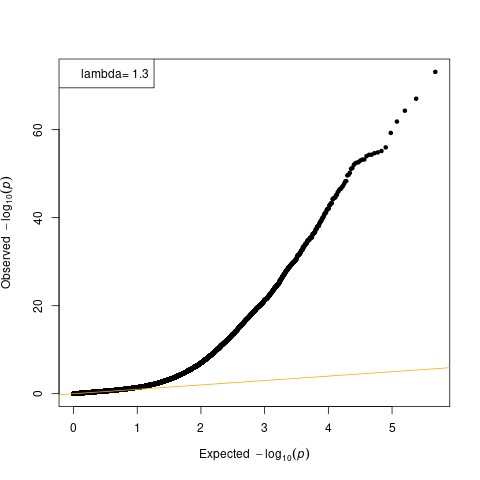 lambda= 1.3
60
40
20
0
Observed −log10(p)
0 1 2 3 4 5
Expected −log10(p)